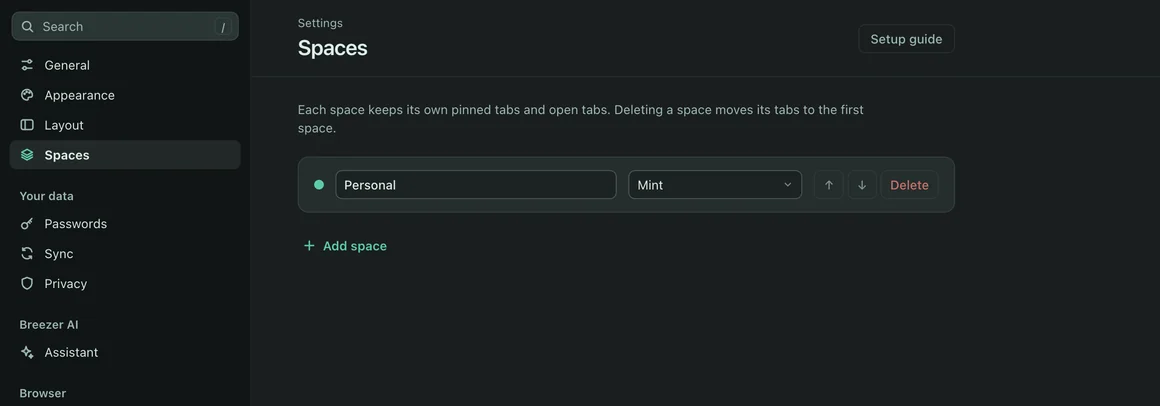 Search
/
General
Appearance
Layout
Spaces
Your data
Passwords
Sync
Privacy
Breezer AI
Assistant
Browser
Settings
Spaces
Setup guide
Each space keeps its own pinned tabs and open tabs. Deleting a space moves its tabs to the first
space.
Personal
Mint
Delete
Add space